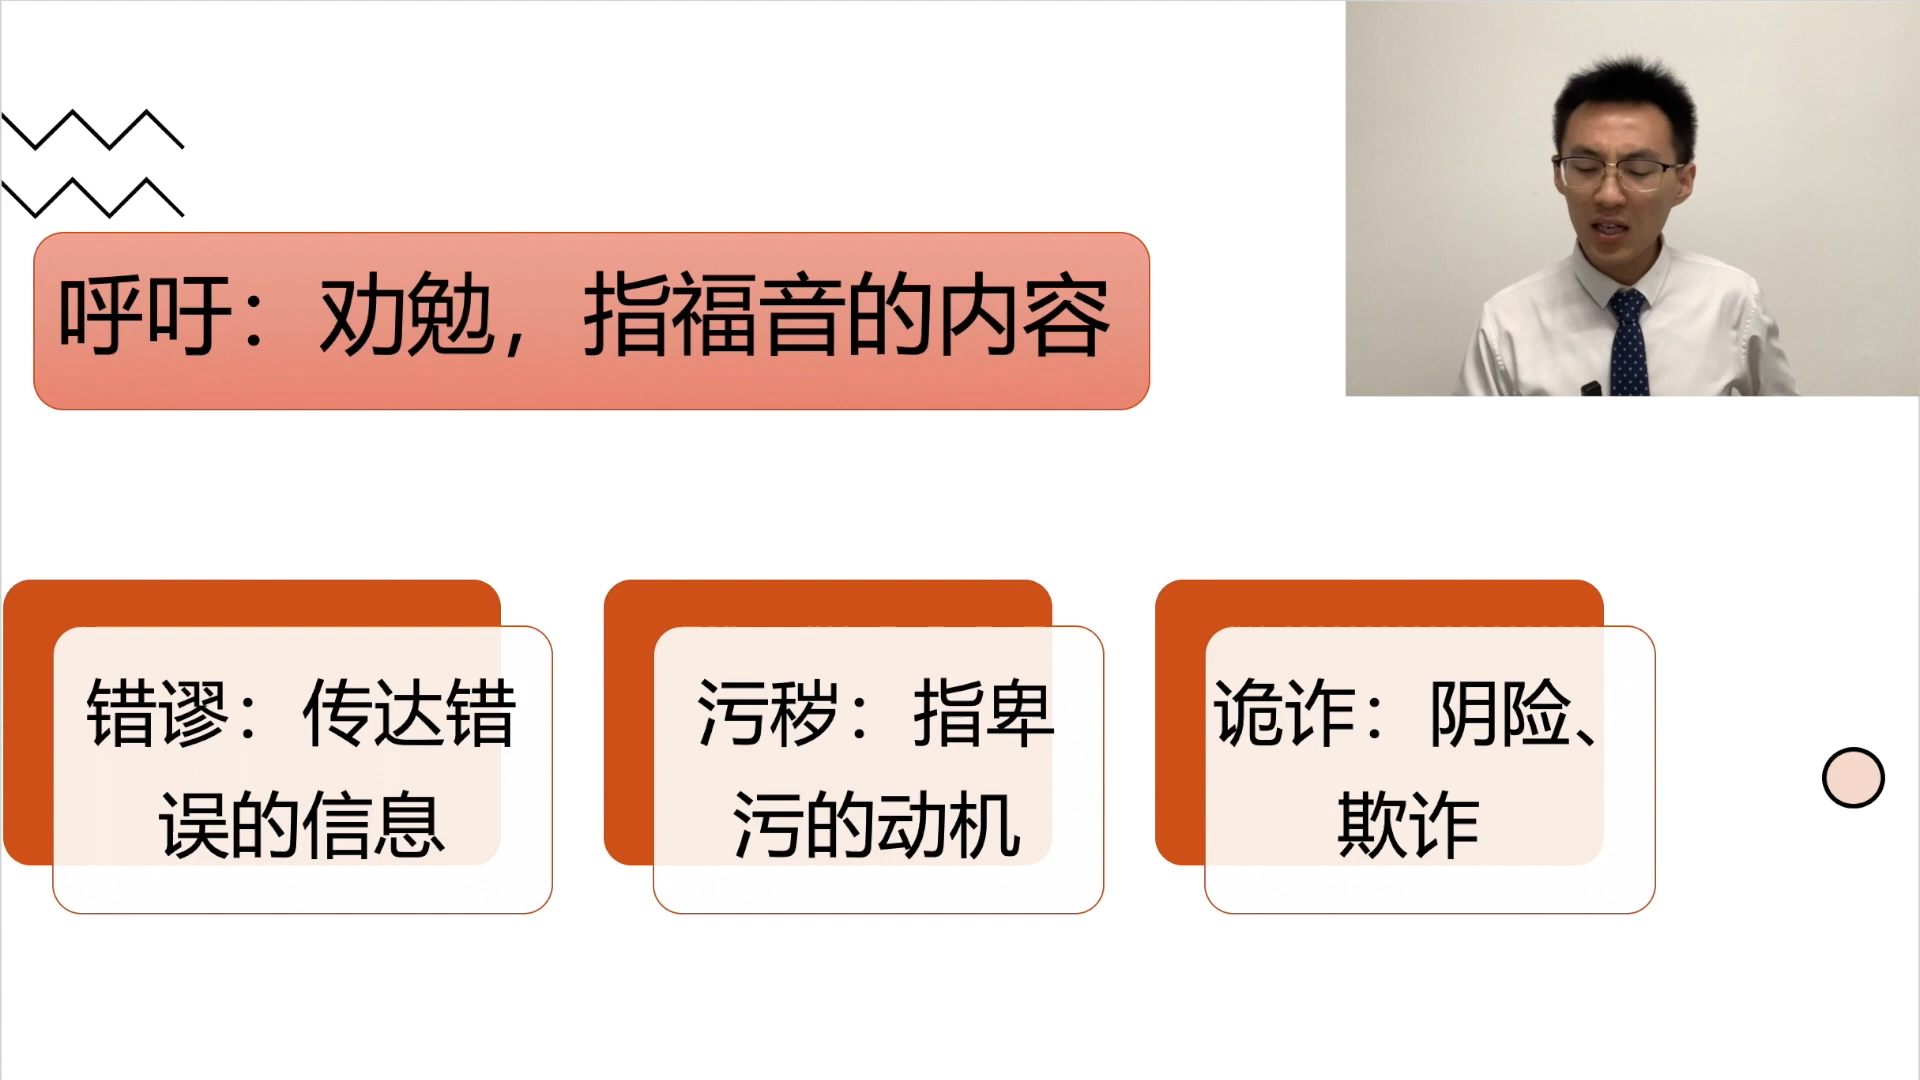 呼吁：劝勉，指福音的内容
错谬：传达错
误的信息
污秽：指卑
污的动机
诡诈：阴险、
欺诈